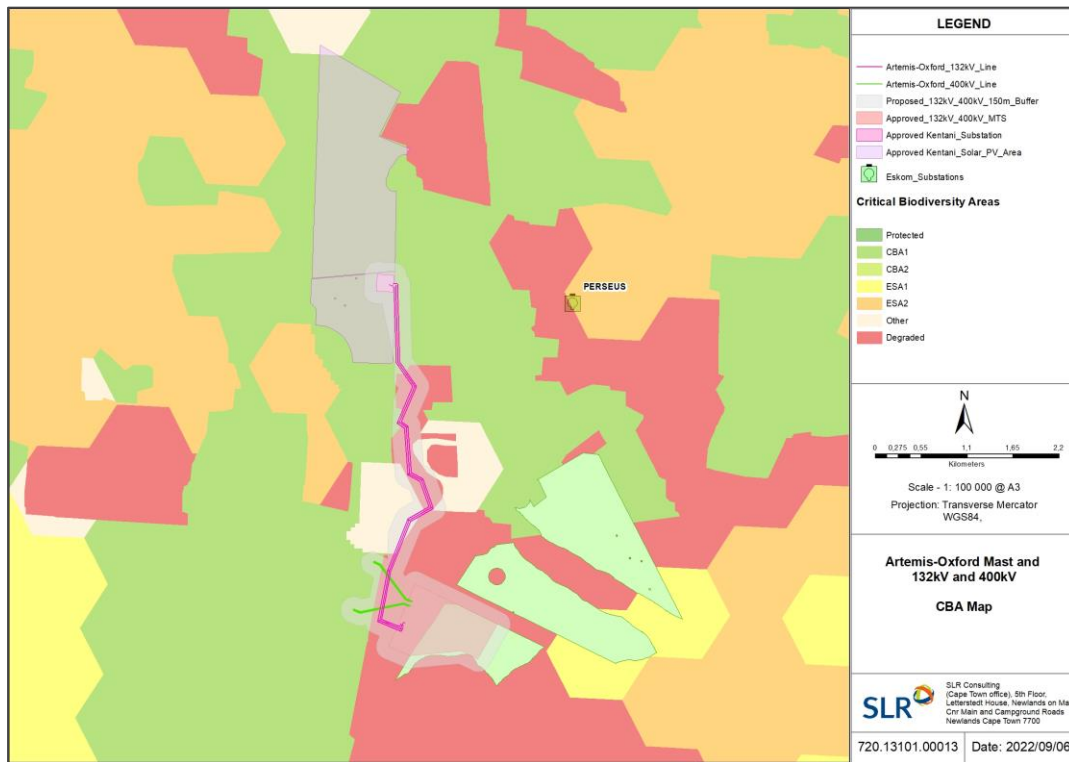 PERSEUS
LEGEND
Artemis-Oxford_132kV_Line
Artemis-Oxford_400kV_Line
Proposed_132kV_400kV_150m_Buffer
Approved_132kV_400kV_MTS
Approved Kentani_Substation
Approved Kentani_Solar_PV_Area
Eskom_Substations
Critical Biodiversity Areas
Protected
CBA1
CBA2
ESA1
ESA2
Other
Degraded
N
0 0,275 0,55 1,1 1,65 2,2
Kilometers
Scale - 1: 100 000 @ A3
Projection: Transverse Mercator
WGS84,
Artemis-Oxford Mast and
132kV and 400kV
CBA Map
SLR
SLR Consulting
(Cape Town office), 5th Floor,
Letterstedt House, Newlands on Ma
Cnr Main and Campground Roads
Newlands Cape Town 7700
720.13101.00013 Date: 2022/09/06